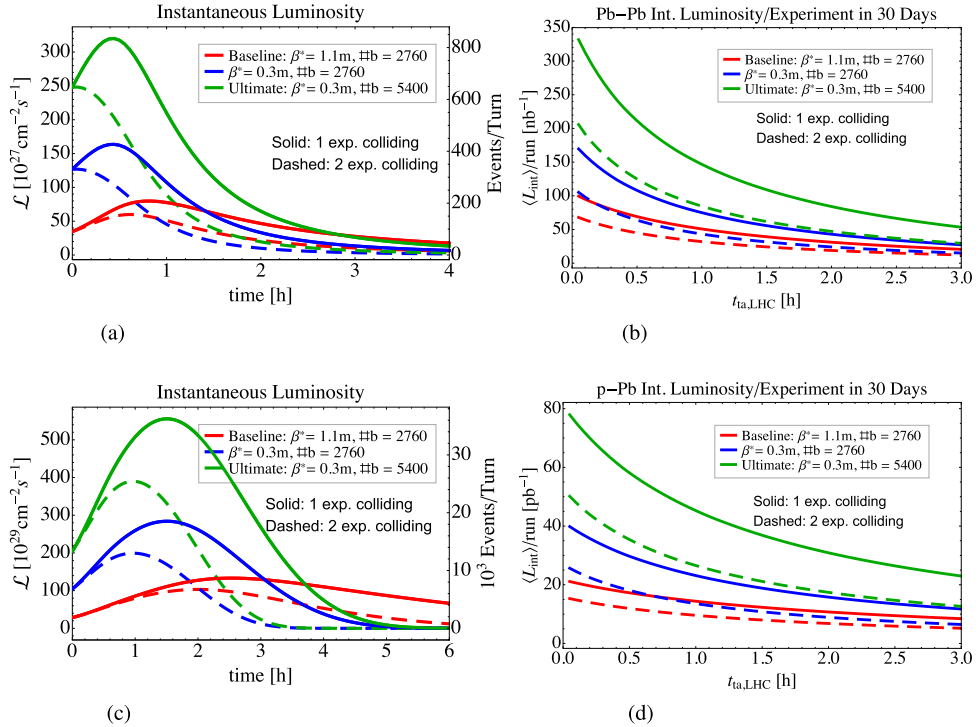 Instantaneous Luminosity
300
250
200
150
100
50
0
ℒ [10²⁷cm⁻²s⁻¹]
Baseline: β*= 1.1m, ⌗b = 2760
β*= 0.3m, ⌗b = 2760
Ultimate: β*= 0.3m, ⌗b = 5400
Solid: 1 exp. colliding
Dashed: 2 exp. colliding
800
600
400
200
0
Events/Turn
0 1 2 3 4
time [h]
(a)
Pb−Pb Int. Luminosity/Experiment in 30 Days
350
300
250
200
150
100
50
0
⟨L_int⟩/run [nb⁻¹]
Baseline: β*= 1.1m, ⌗b = 2760
β*= 0.3m, ⌗b =2760
Ultimate: β*= 0.3m, ⌗b = 5400
Solid: 1 exp colliding
Dashed: 2 exp. colliding
0.0 0.5 1.0 1.5 2.0 2.5 3.0
t_ta,LHC [h]
(b)
Instantaneous Luminosity
500
400
300
200
100
0
ℒ [10²⁹cm⁻²s⁻¹]
Baseline: β*= 1.1m, ⌗b = 2760
β*= 0.3m, ⌗b = 2760
Ultimate: β*= 0.3m, ⌗b = 5400
Solid: 1 exp. colliding
Dashed: 2 exp. colliding
30
20
10
0
10³ Events/Turn
0 1 2 3 4 5 6
time [h]
(c)
p−Pb Int. Luminosity/Experiment in 30 Days
80
60
40
20
0
⟨L_int⟩/run [pb⁻¹]
Baseline: β*= 1.1m, ⌗b = 2760
β*= 0.3m, ⌗b = 2760
Ultimate: β*= 0.3m, ⌗b = 5400
Solid: 1 exp colliding
Dashed: 2 exp. colliding
0.0 0.5 1.0 1.5 2.0 2.5 3.0
t_ta,LHC [h]
(d)